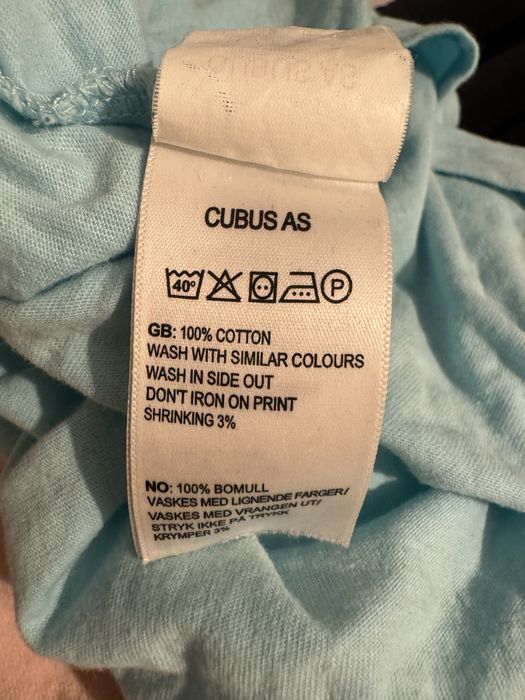 CUBUS AS
40° P
GB: 100% COTTON
WASH WITH SIMILAR COLOURS
WASH IN SIDE OUT
DON'T IRON ON PRINT
SHRINKING 3%
NO: 100% BOMULL
VASKES MED LIGNENDE FARGER/
VASKES MED VRANGEN UT/
STRYK IKKE PÅ TRYKK
KRYMPER 3%